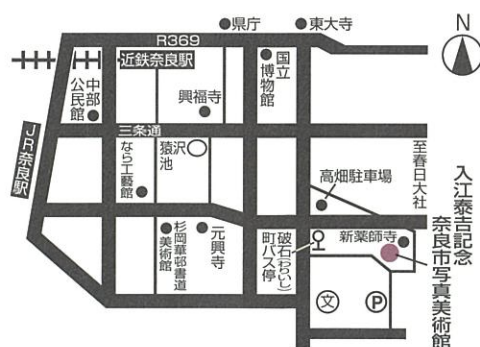 県庁
東大寺
N
R369
近鉄奈良駅
国立
博物館
中部
公民館
興福寺
JR奈良駅
三条通
猿沢
池
なら工藝館
高畑駐車場
至春日大社
入江泰吉記念
奈良市写真美術館
杉岡華邨書道
美術館
元興寺
破石(わりいし)
町バス停
新薬師寺
文
P